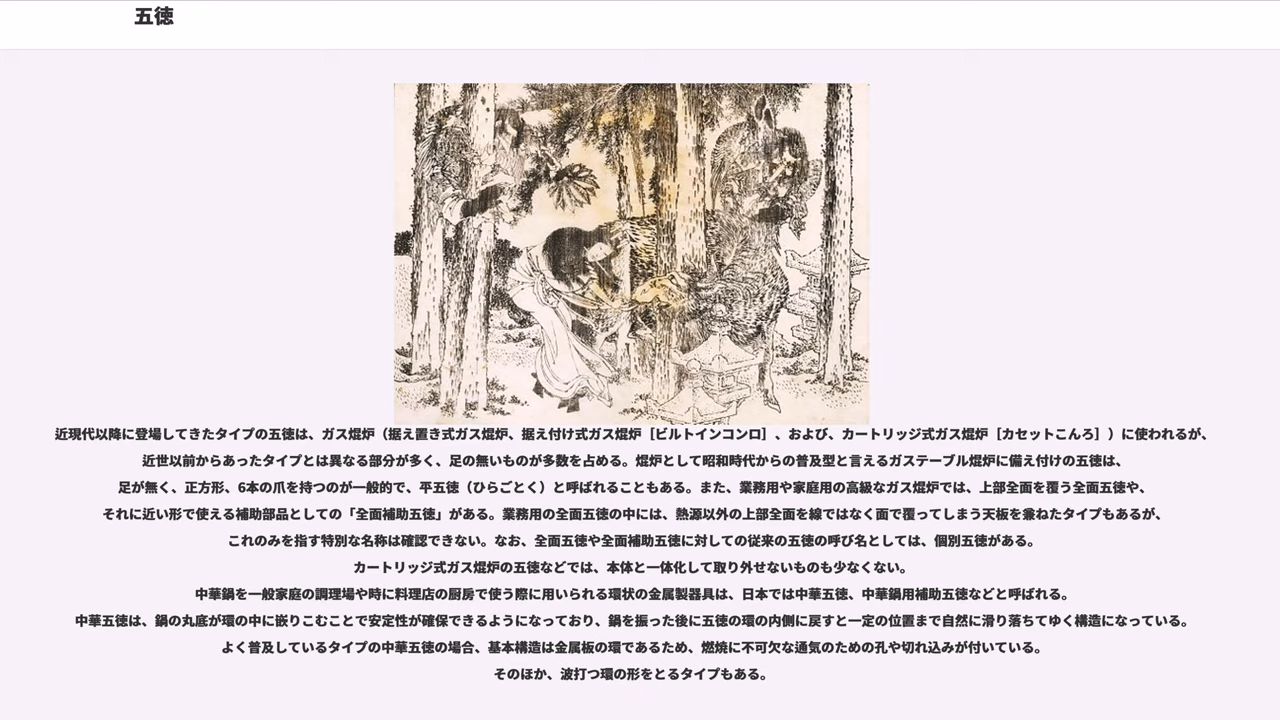 五徳
近現代以降に登場してきたタイプの五徳は、ガス焜炉（据え置き式ガス焜炉、据え付け式ガス焜炉［ビルトインコンロ］、および、カートリッジ式ガス焜炉［カセットこんろ］）に使われるが、
近世以前からあったタイプとは異なる部分が多く、足の無いものが多数を占める。焜炉として昭和時代からの普及型と言えるガステーブル焜炉に備え付けの五徳は、
足が無く、正方形、6本の爪を持つのが一般的で、平五徳（ひらごとく）と呼ばれることもある。また、業務用や家庭用の高級なガス焜炉では、上部全面を覆う全面五徳や、
それに近い形で使える補助部品としての「全面補助五徳」がある。業務用の全面五徳の中には、熱源以外の上部全面を線ではなく面で覆ってしまう天板を兼ねたタイプもあるが、
これのみを指す特別な名称は確認できない。なお、全面五徳や全面補助五徳に対しての従来の五徳の呼び名としては、個別五徳がある。
カートリッジ式ガス焜炉の五徳などでは、本体と一体化して取り外せないものも少なくない。
中華鍋を一般家庭の調理場や時に料理店の厨房で使う際に用いられる環状の金属製器具は、日本では中華五徳、中華鍋用補助五徳などと呼ばれる。
中華五徳は、鍋の丸底が環の中に嵌りこむことで安定性が確保できるようになっており、鍋を振った後に五徳の環の内側に戻すと一定の位置まで自然に滑り落ちてゆく構造になっている。
よく普及しているタイプの中華五徳の場合、基本構造は金属板の環であるため、燃焼に不可欠な通気のための孔や切れ込みが付いている。
そのほか、波打つ環の形をとるタイプもある。